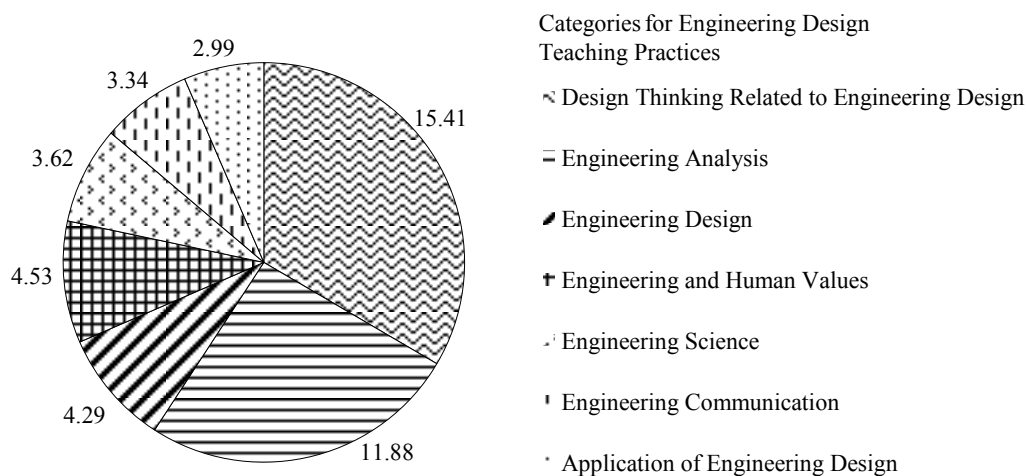 Categories for Engineering Design
Teaching Practices
Design Thinking Related to Engineering Design
Engineering Analysis
Engineering Design
Engineering and Human Values
Engineering Science
Engineering Communication
Application of Engineering Design
2.99
3.34
15.41
3.62
4.53
4.29
11.88